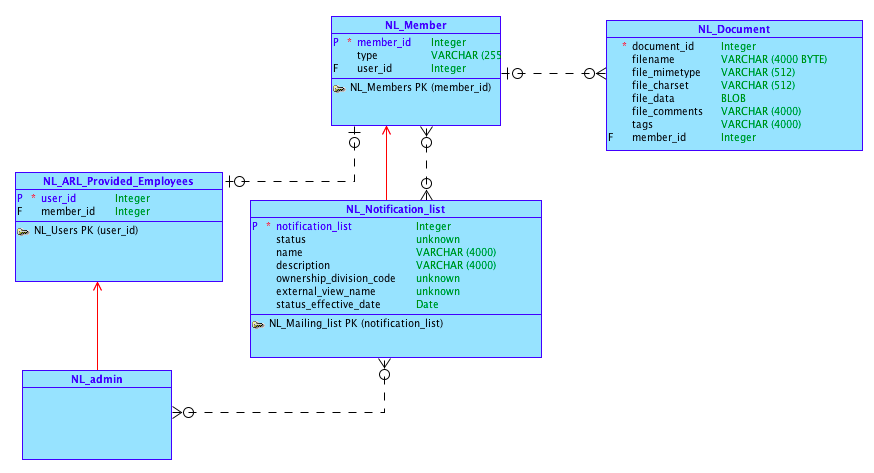 NL_Member
P * member_id Integer
type VARCHAR (255
F user_id Integer
NL_Members PK (member_id)
NL_Document
* document_id Integer
filename VARCHAR (4000 BYTE)
file_mimetype VARCHAR (512)
file_charset VARCHAR (512)
file_data BLOB
file_comments VARCHAR (4000)
tags VARCHAR (4000)
F member_id Integer
NL_ARL_Provided_Employees
P * user_id Integer
F member_id Integer
NL_Users PK (user_id)
NL_Notification_list
P * notification_list Integer
status unknown
name VARCHAR (4000)
description VARCHAR (4000)
ownership_division_code unknown
external_view_name unknown
status_effective_date Date
NL_Mailing_list PK (notification_list)
NL_admin